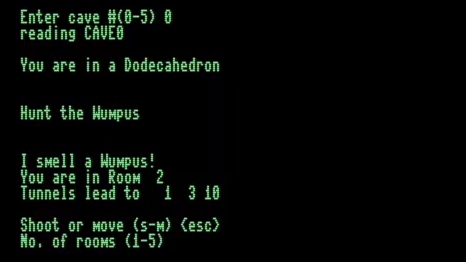 Enter cave #(0-5) 0
reading CAVE0
You are in a Dodecahedron
Hunt the Wumpus
I smell a Wumpus!
You are in Room 2
Tunnels lead to 1 3 10
Shoot or move (s-m) {esc}
No. of rooms (1-5)